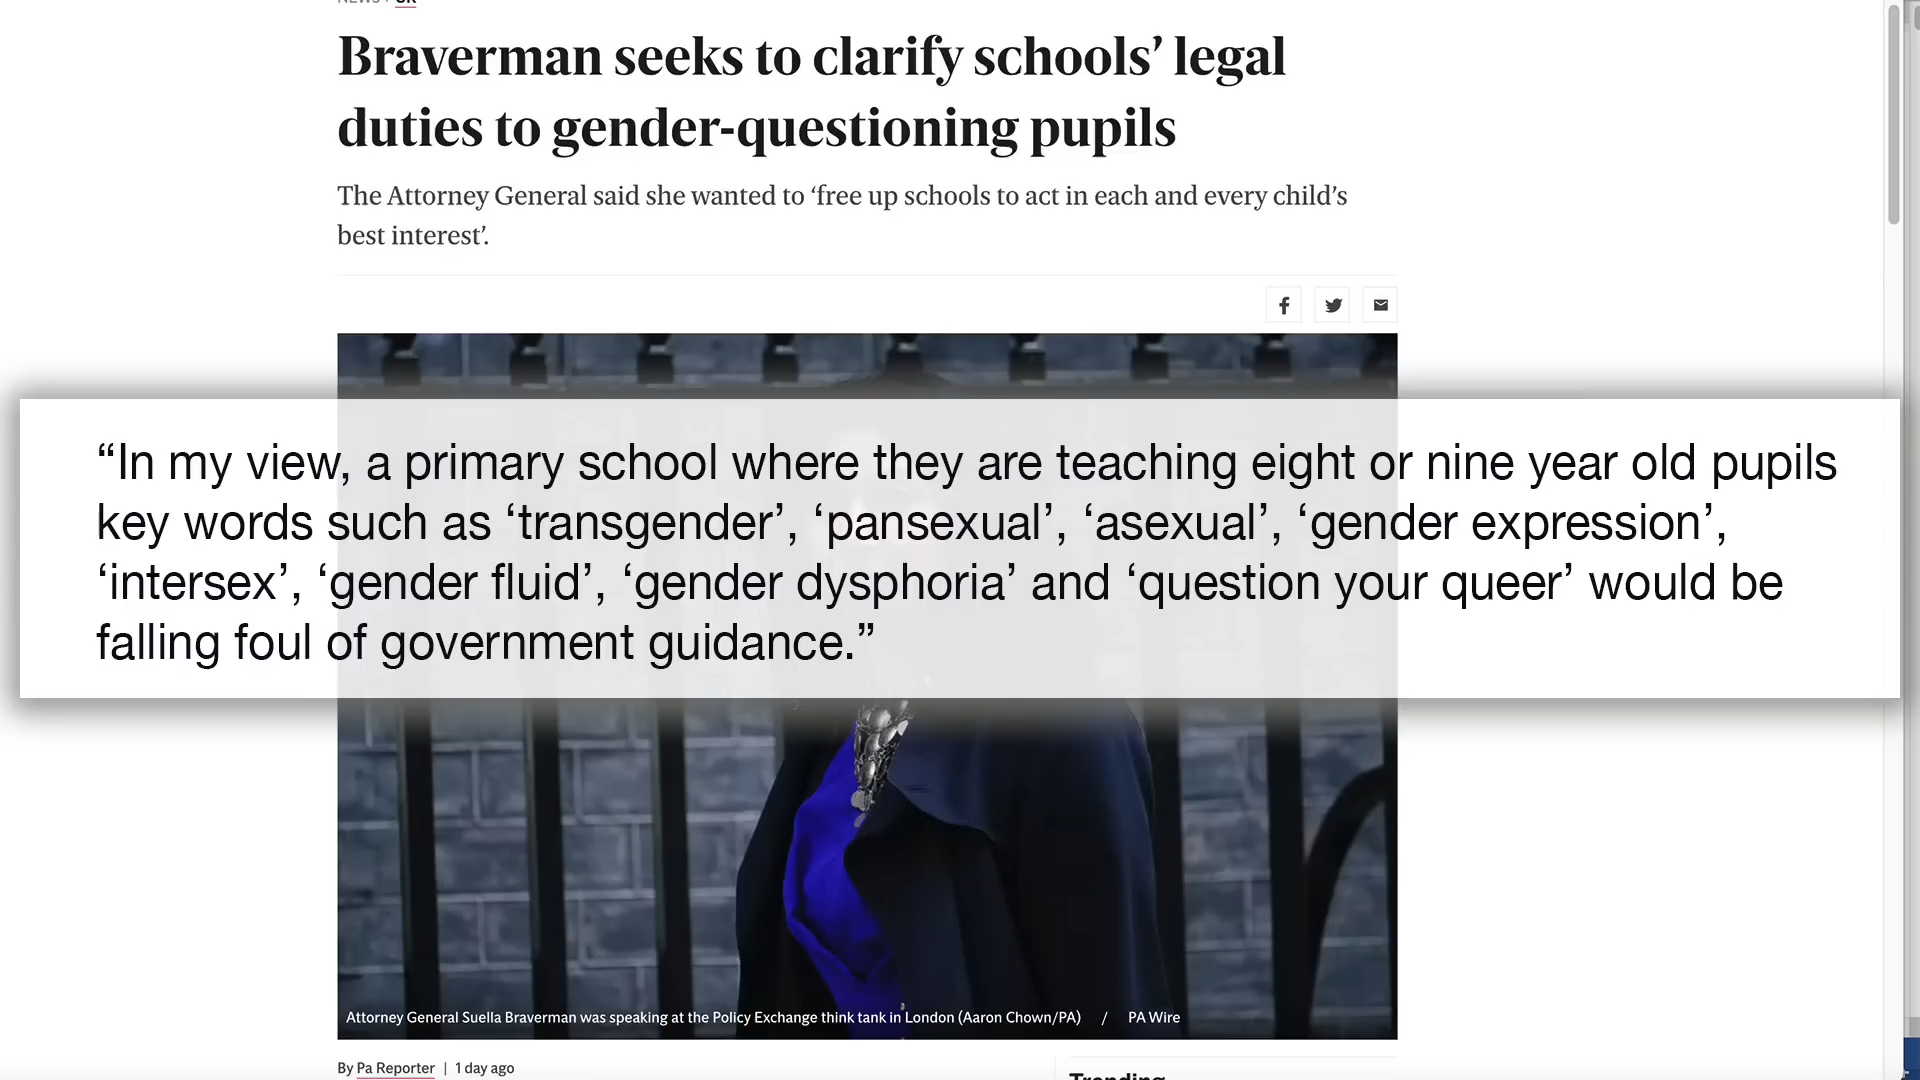 NEWS › UK
Braverman seeks to clarify schools’ legal
duties to gender-questioning pupils
The Attorney General said she wanted to ‘free up schools to act in each and every child’s
best interest’.
“In my view, a primary school where they are teaching eight or nine year old pupils
key words such as ‘transgender’, ‘pansexual’, ‘asexual’, ‘gender expression’,
‘intersex’, ‘gender fluid’, ‘gender dysphoria’ and ‘question your queer’ would be
falling foul of government guidance.”
Attorney General Suella Braverman was speaking at the Policy Exchange think tank in London (Aaron Chown/PA) / PA Wire
By Pa Reporter | 1 day ago
Trending